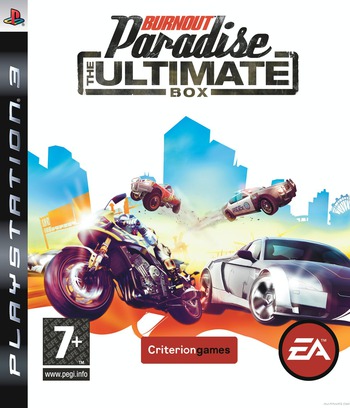 PLAYSTATION 3
BURNOUT
Paradise
THE ULTIMATE
BOX
7+
www.pegi.info
Criteriongames
EA